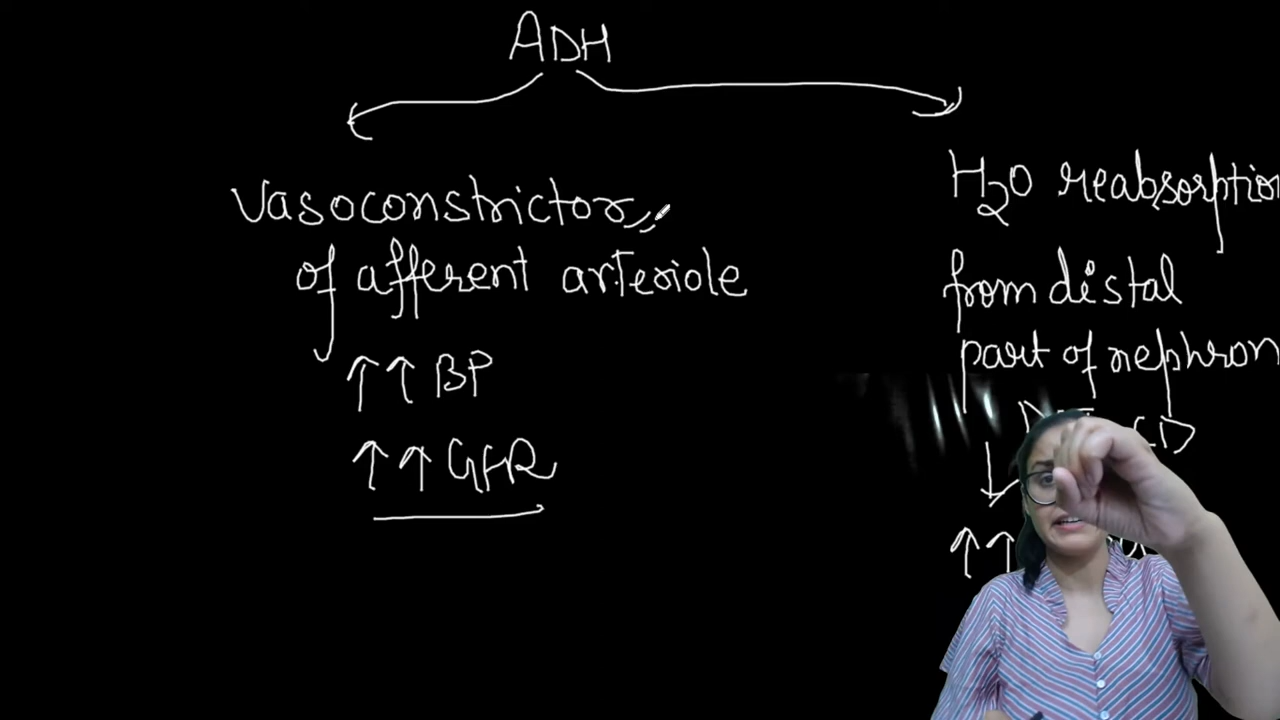 ADH
Vasoconstrictor
of afferent arteriole
↑↑ BP
↑↑ GFR
H2O reabsorption
from distal
part of nephron
↓
↑↑